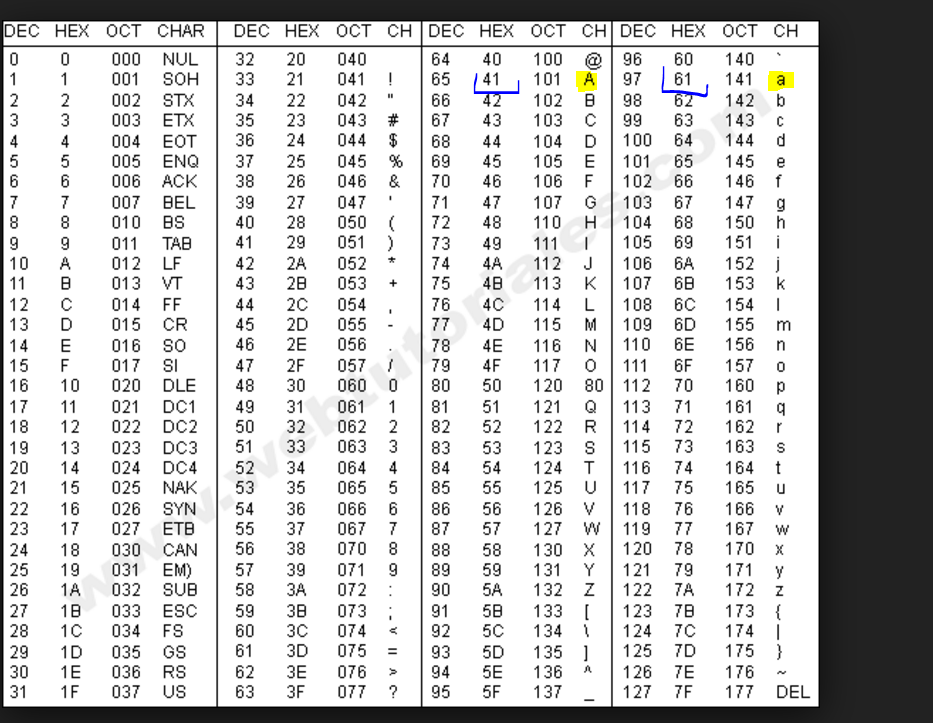 DEC HEX OCT CHAR DEC HEX OCT CH DEC HEX OCT CH DEC HEX OCT CH
0 0 000 NUL 32 20 040 64 40 100 @ 96 60 140 `
1 1 001 SOH 33 21 041 ! 65 41 101 A 97 61 141 a
2 2 002 STX 34 22 042 " 66 42 102 B 98 62 142 b
3 3 003 ETX 35 23 043 # 67 43 103 C 99 63 143 c
4 4 004 EOT 36 24 044 $ 68 44 104 D 100 64 144 d
5 5 005 ENQ 37 25 045 % 69 45 105 E 101 65 145 e
6 6 006 ACK 38 26 046 & 70 46 106 F 102 66 146 f
7 7 007 BEL 39 27 047 ' 71 47 107 G 103 67 147 g
8 8 010 BS 40 28 050 ( 72 48 110 H 104 68 150 h
9 9 011 TAB 41 29 051 ) 73 49 111 I 105 69 151 i
10 A 012 LF 42 2A 052 * 74 4A 112 J 106 6A 152 j
11 B 013 VT 43 2B 053 + 75 4B 113 K 107 6B 153 k
12 C 014 FF 44 2C 054 , 76 4C 114 L 108 6C 154 l
13 D 015 CR 45 2D 055 - 77 4D 115 M 109 6D 155 m
14 E 016 SO 46 2E 056 . 78 4E 116 N 110 6E 156 n
15 F 017 SI 47 2F 057 / 79 4F 117 O 111 6F 157 o
16 10 020 DLE 48 30 060 0 80 50 120 80 112 70 160 p
17 11 021 DC1 49 31 061 1 81 51 121 Q 113 71 161 q
18 12 022 DC2 50 32 062 2 82 52 122 R 114 72 162 r
19 13 023 DC3 51 33 063 3 83 53 123 S 115 73 163 s
20 14 024 DC4 52 34 064 4 84 54 124 T 116 74 164 t
21 15 025 NAK 53 35 065 5 85 55 125 U 117 75 165 u
22 16 026 SYN 54 36 066 6 86 56 126 V 118 76 166 v
23 17 027 ETB 55 37 067 7 87 57 127 W 119 77 167 w
24 18 030 CAN 56 38 070 8 88 58 130 X 120 78 170 x
25 19 031 EM) 57 39 071 9 89 59 131 Y 121 79 171 y
26 1A 032 SUB 58 3A 072 : 90 5A 132 Z 122 7A 172 z
27 1B 033 ESC 59 3B 073 ; 91 5B 133 [ 123 7B 173 {
28 1C 034 FS 60 3C 074 < 92 5C 134 \ 124 7C 174 |
29 1D 035 GS 61 3D 075 = 93 5D 135 ] 125 7D 175 }
30 1E 036 RS 62 3E 076 > 94 5E 136 ^ 126 7E 176 ~
31 1F 037 US 63 3F 077 ? 95 5F 137 _ 127 7F 177 DEL
www.webtutoriales.com